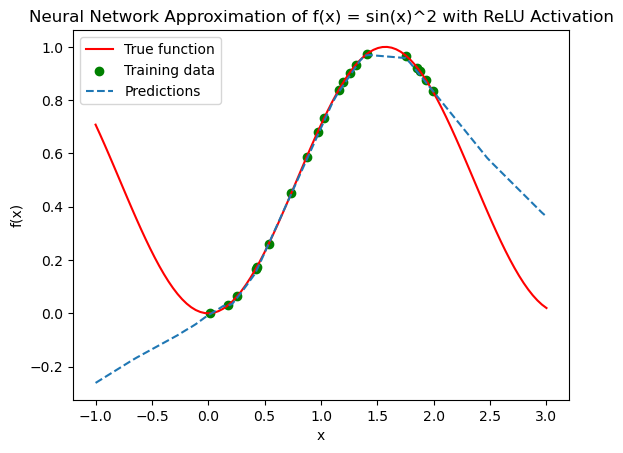 Neural Network Approximation of f(x) = sin(x)^2 with ReLU Activation
True function
Training data
Predictions
f(x)
1.0
0.8
0.6
0.4
0.2
0.0
−0.2
−1.0 −0.5 0.0 0.5 1.0 1.5 2.0 2.5 3.0
x